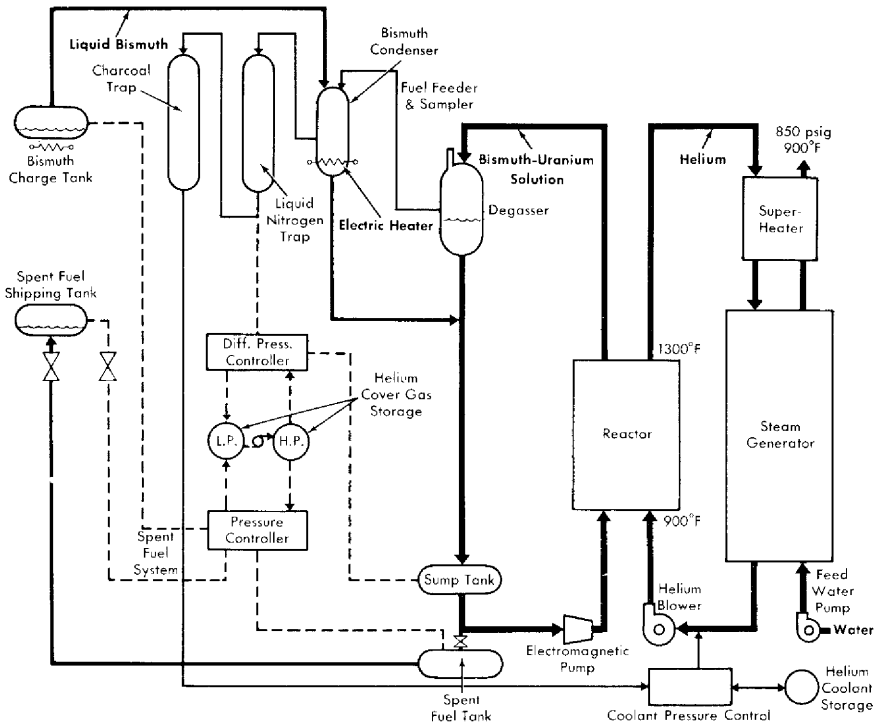 Liquid Bismuth
Charcoal
Trap
Bismuth
Condenser
Fuel Feeder
& Sampler
Bismuth
Charge Tank
Liquid
Nitrogen
Trap
Electric Heater
Bismuth-Uranium
Solution
Degasser
Helium
850 psig
900°F
Super-
Heater
Spent Fuel
Shipping Tank
Diff. Press.
Controller
Helium
Cover Gas
Storage
L.P.
H.P.
1300°F
Reactor
Steam
Generator
900°F
Pressure
Controller
Spent
Fuel
System
Sump Tank
Electromagnetic
Pump
Helium
Blower
Feed
Water
Pump
Water
Spent
Fuel Tank
Coolant Pressure Control
Helium
Coolant
Storage